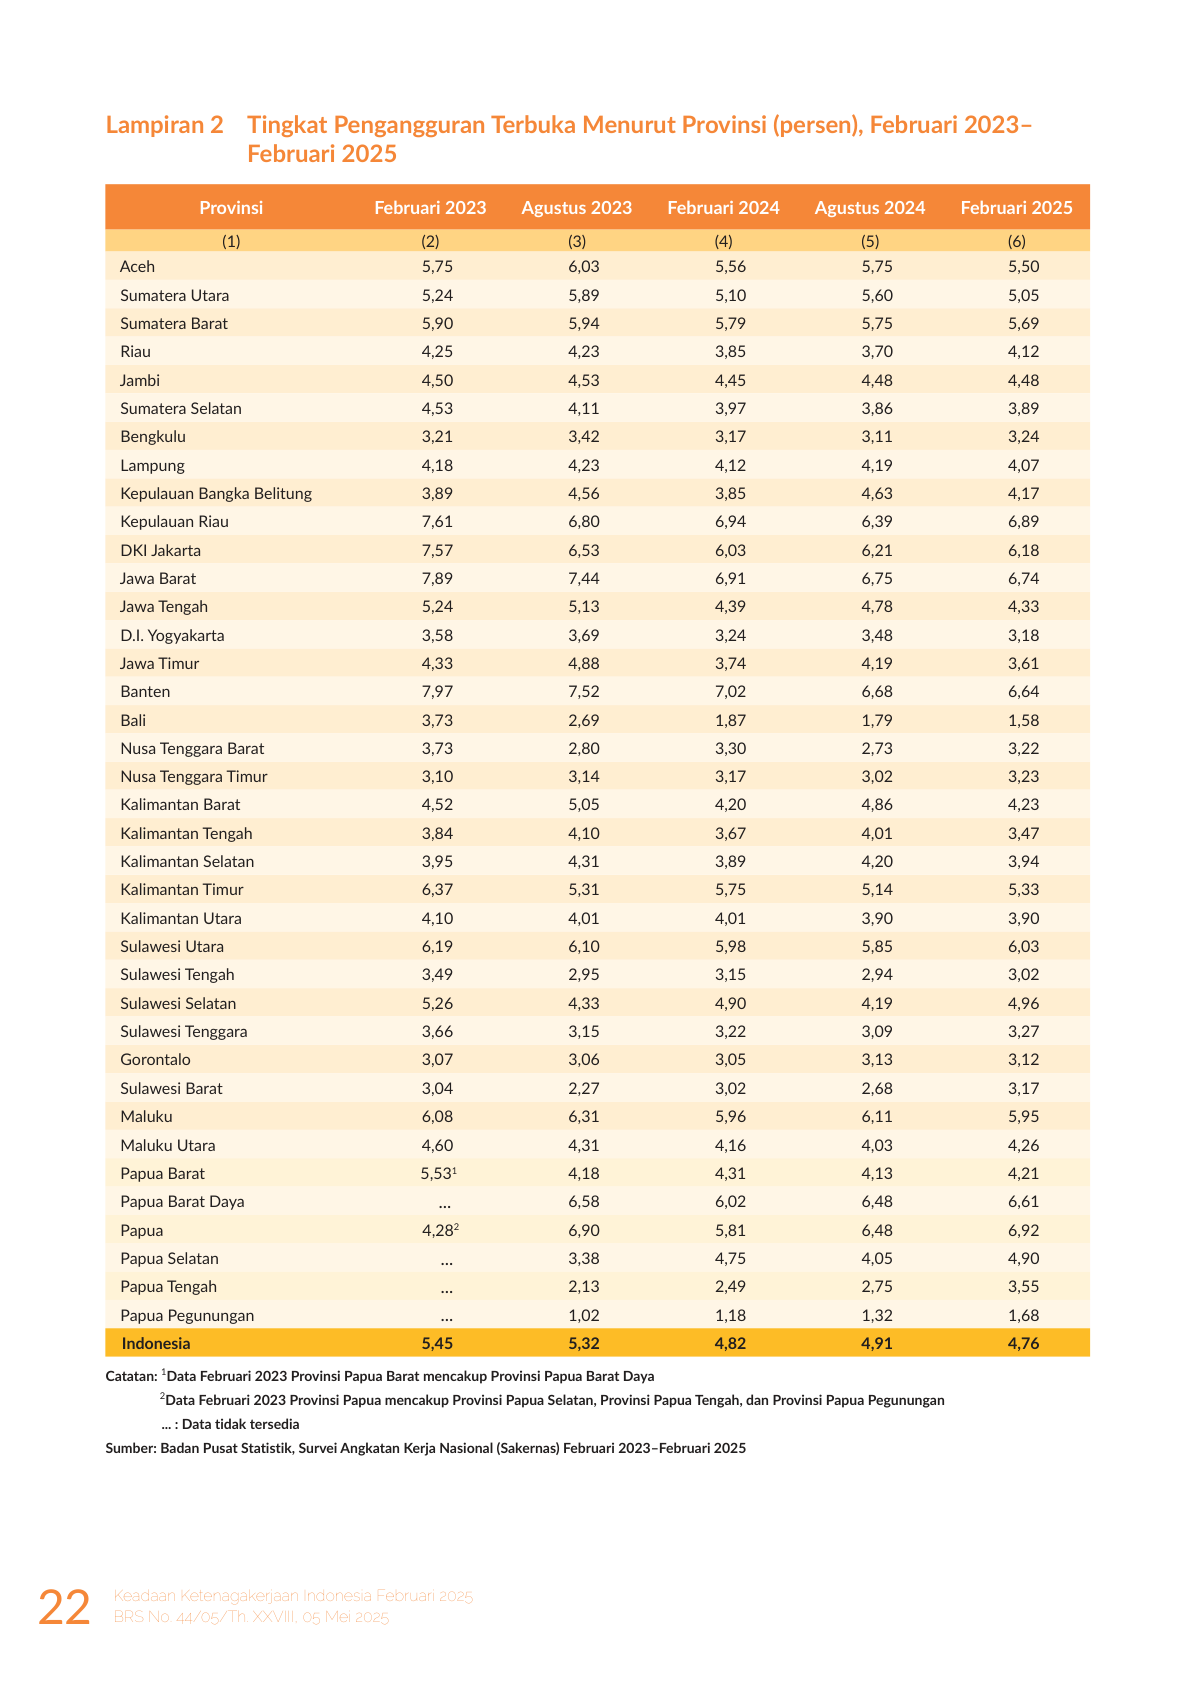 Lampiran 2 Tingkat Pengangguran Terbuka Menurut Provinsi (persen), Februari 2023–
Februari 2025
Provinsi Februari 2023 Agustus 2023 Februari 2024 Agustus 2024 Februari 2025
(1) (2) (3) (4) (5) (6)
Aceh 5,75 6,03 5,56 5,75 5,50
Sumatera Utara 5,24 5,89 5,10 5,60 5,05
Sumatera Barat 5,90 5,94 5,79 5,75 5,69
Riau 4,25 4,23 3,85 3,70 4,12
Jambi 4,50 4,53 4,45 4,48 4,48
Sumatera Selatan 4,53 4,11 3,97 3,86 3,89
Bengkulu 3,21 3,42 3,17 3,11 3,24
Lampung 4,18 4,23 4,12 4,19 4,07
Kepulauan Bangka Belitung 3,89 4,56 3,85 4,63 4,17
Kepulauan Riau 7,61 6,80 6,94 6,39 6,89
DKI Jakarta 7,57 6,53 6,03 6,21 6,18
Jawa Barat 7,89 7,44 6,91 6,75 6,74
Jawa Tengah 5,24 5,13 4,39 4,78 4,33
D.I. Yogyakarta 3,58 3,69 3,24 3,48 3,18
Jawa Timur 4,33 4,88 3,74 4,19 3,61
Banten 7,97 7,52 7,02 6,68 6,64
Bali 3,73 2,69 1,87 1,79 1,58
Nusa Tenggara Barat 3,73 2,80 3,30 2,73 3,22
Nusa Tenggara Timur 3,10 3,14 3,17 3,02 3,23
Kalimantan Barat 4,52 5,05 4,20 4,86 4,23
Kalimantan Tengah 3,84 4,10 3,67 4,01 3,47
Kalimantan Selatan 3,95 4,31 3,89 4,20 3,94
Kalimantan Timur 6,37 5,31 5,75 5,14 5,33
Kalimantan Utara 4,10 4,01 4,01 3,90 3,90
Sulawesi Utara 6,19 6,10 5,98 5,85 6,03
Sulawesi Tengah 3,49 2,95 3,15 2,94 3,02
Sulawesi Selatan 5,26 4,33 4,90 4,19 4,96
Sulawesi Tenggara 3,66 3,15 3,22 3,09 3,27
Gorontalo 3,07 3,06 3,05 3,13 3,12
Sulawesi Barat 3,04 2,27 3,02 2,68 3,17
Maluku 6,08 6,31 5,96 6,11 5,95
Maluku Utara 4,60 4,31 4,16 4,03 4,26
Papua Barat 5,53¹ 4,18 4,31 4,13 4,21
Papua Barat Daya ... 6,58 6,02 6,48 6,61
Papua 4,28² 6,90 5,81 6,48 6,92
Papua Selatan ... 3,38 4,75 4,05 4,90
Papua Tengah ... 2,13 2,49 2,75 3,55
Papua Pegunungan ... 1,02 1,18 1,32 1,68
Indonesia 5,45 5,32 4,82 4,91 4,76
Catatan: ¹Data Februari 2023 Provinsi Papua Barat mencakup Provinsi Papua Barat Daya
²Data Februari 2023 Provinsi Papua mencakup Provinsi Papua Selatan, Provinsi Papua Tengah, dan Provinsi Papua Pegunungan
... : Data tidak tersedia
Sumber: Badan Pusat Statistik, Survei Angkatan Kerja Nasional (Sakernas) Februari 2023–Februari 2025
22 Keadaan Ketenagakerjaan Indonesia Februari 2025
BRS No. 44/05/Th. XXVIII, 05 Mei 2025